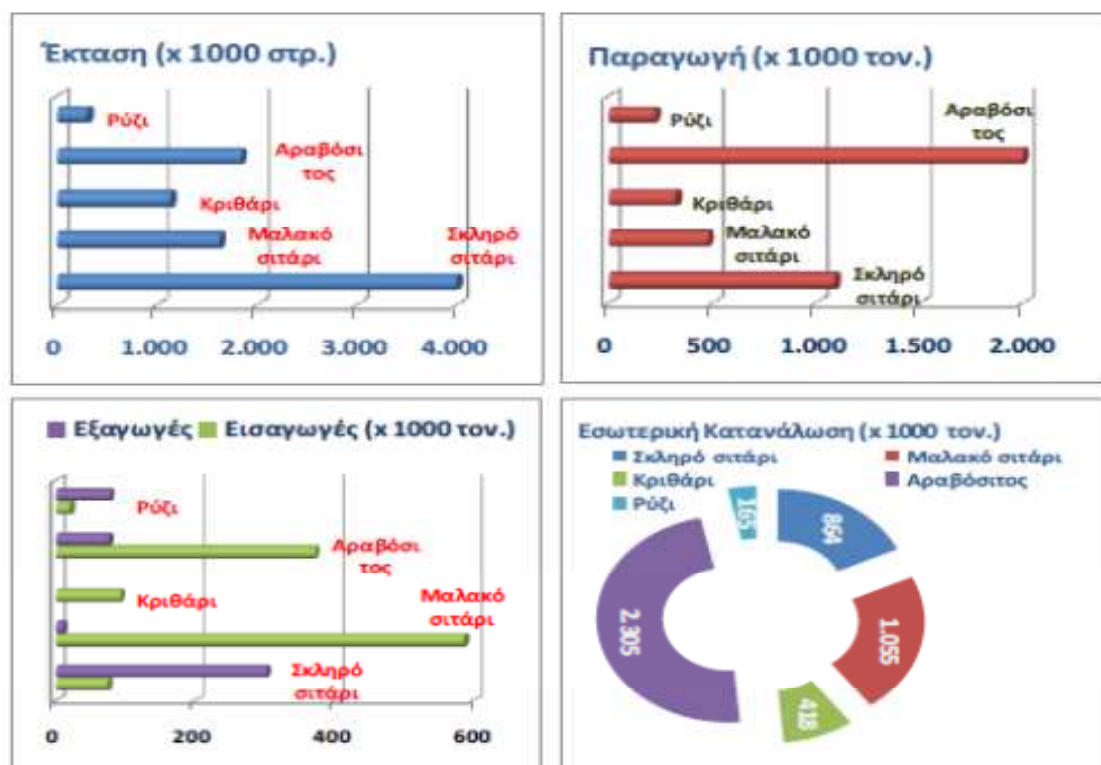 Έκταση (x 1000 στρ.)
Ρύζι
Αραβόσι
τος
Κριθάρι
Μαλακό
σιτάρι
Σκληρό
σιτάρι
0 1.000 2.000 3.000 4.000
Παραγωγή (x 1000 τον.)
Ρύζι
Αραβόσι
τος
Κριθάρι
Μαλακό
σιτάρι
Σκληρό
σιτάρι
0 500 1.000 1.500 2.000
Εξαγωγές Εισαγωγές (x 1000 τον.)
Ρύζι
Αραβόσι
τος
Κριθάρι
Μαλακό
σιτάρι
Σκληρό
σιτάρι
0 200 400 600
Εσωτερική Κατανάλωση (x 1000 τον.)
Σκληρό σιτάρι Μαλακό σιτάρι
Κριθάρι Αραβόσιτος
Ρύζι
165
864
2.305
1.055
418